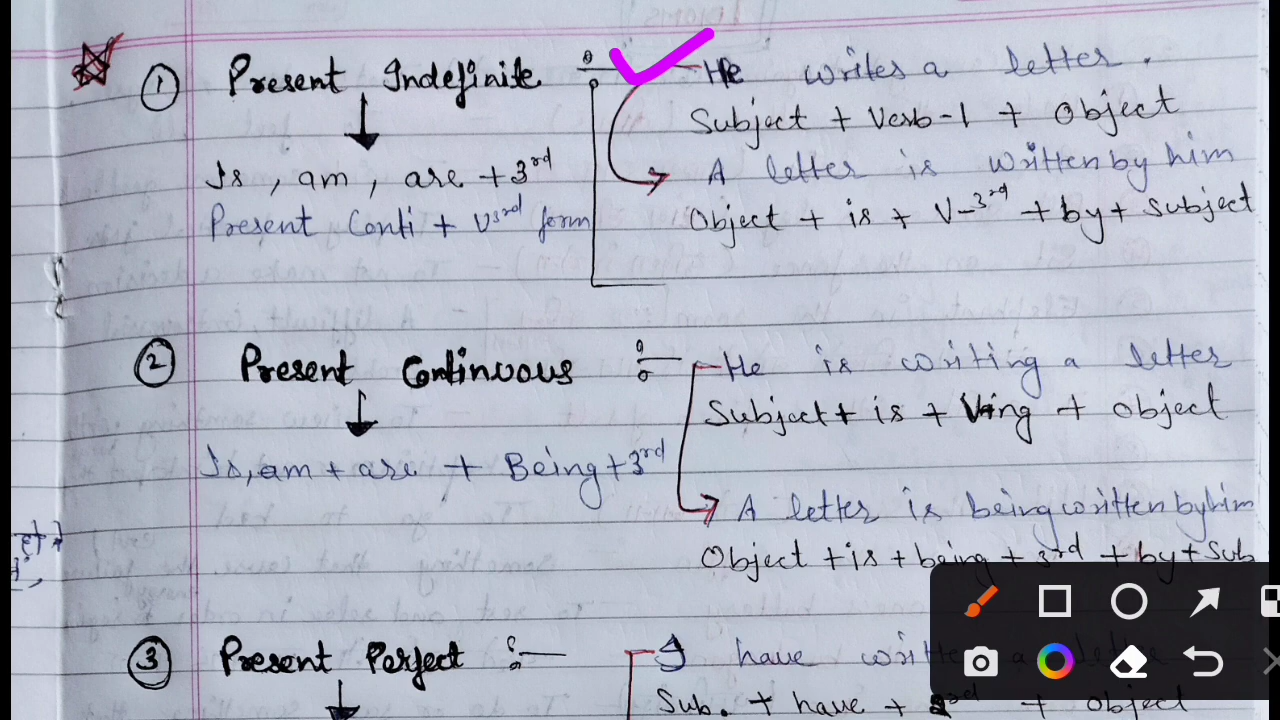 ① Present Indefinite :- He writes a letter.
Subject + Verb-1 + Object
Is, am, are + 3rd
A letter is written by him
Present Conti + V3rd form
Object + is + V-3rd + by + Subject
② Present Continuous :- He is writing a letter
Subject + is + Ving + object
Is, am + are + Being + 3rd
A letter is being written by him
Object + is + being + 3rd + by + Sub
③ Present Perfect :- I have written a letter
Sub. + have + 3rd + object